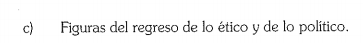 c) Figuras del regreso de lo ético y de lo político.